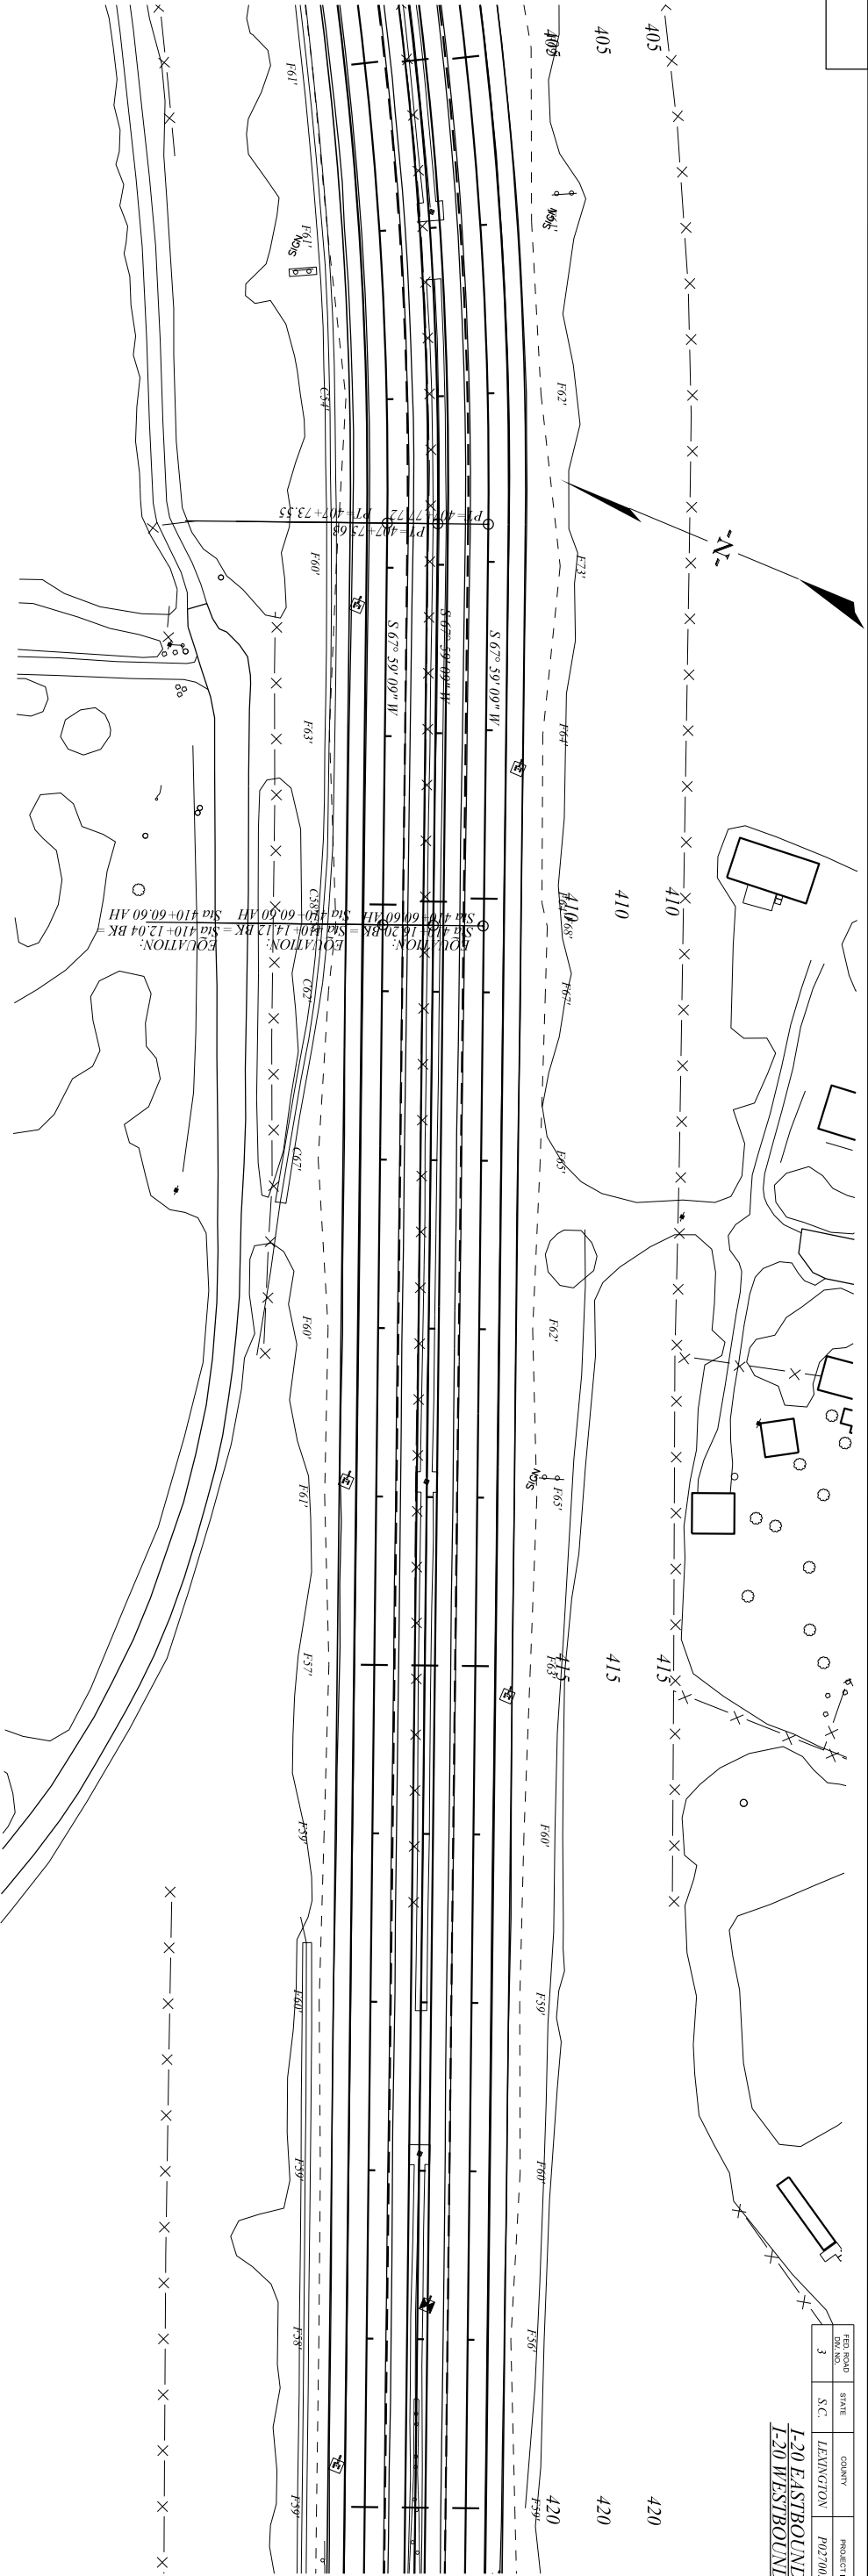 405
405
405
F61'
F61'
SIGN
F61'
SIGN
C54'
F62'
PT=407+77.72
PT=407+73.55
PT=407+75.63
F60'
F73'
-N-
S 67° 59' 09" W
S 67° 59' 09" W
S 67° 59' 09" W
F63'
F64'
C58'
410
410
410
F68'
EQUATION:
Sta 410+16.20 BK =
Sta 410+60.60 AH
EQUATION:
Sta 410+14.12 BK =
Sta 410+60.60 AH
EQUATION:
Sta 410+12.04 BK =
Sta 410+60.60 AH
C62'
F67'
C67'
F65'
F60'
F62'
F61'
SIGN
F65'
F57'
F63'
415
415
415
F59'
F60'
F60'
F59'
F59'
F60'
F58'
F56'
F59'
F59'
420
420
420
FED. ROAD DIV. NO.
STATE
COUNTY
PROJECT
3
S.C.
LEXINGTON
P02700
I-20 EASTBOUND
I-20 WESTBOUND